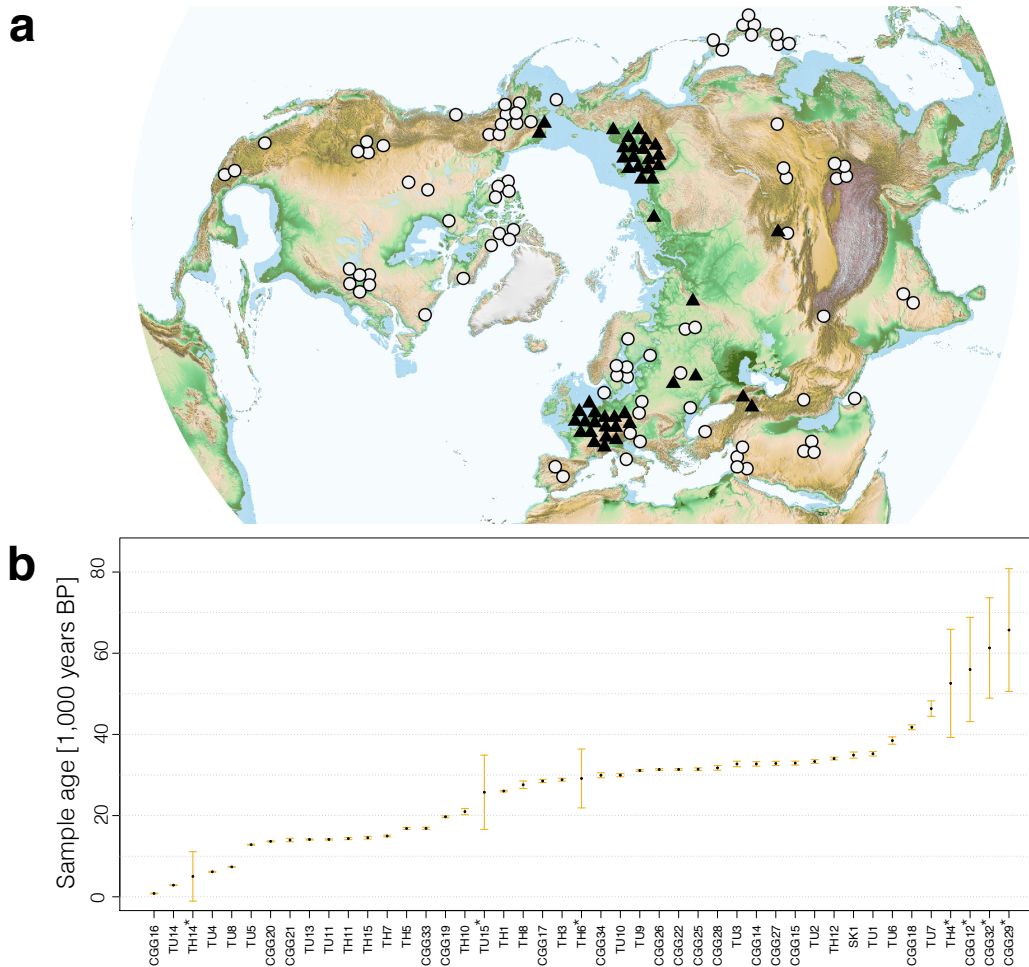 a
b
Sample age [1,000 years BP]
80
60
40
20
0
CGG16
TU14
TH14*
TU4
TU8
TU5
CGG20
CGG21
TU13
TU11
TH11
TH15
TH7
TH5
CGG33
CGG19
TH10
TU15*
TH1
TH8
CGG17
TH3
TH6*
CGG34
TU10
TU9
CGG26
CGG22
CGG25
CGG28
TU3
CGG14
CGG27
CGG15
TU2
TH12
SK1
TU1
TU6
CGG18
TU7
TH4*
CGG12*
CGG32*
CGG29*